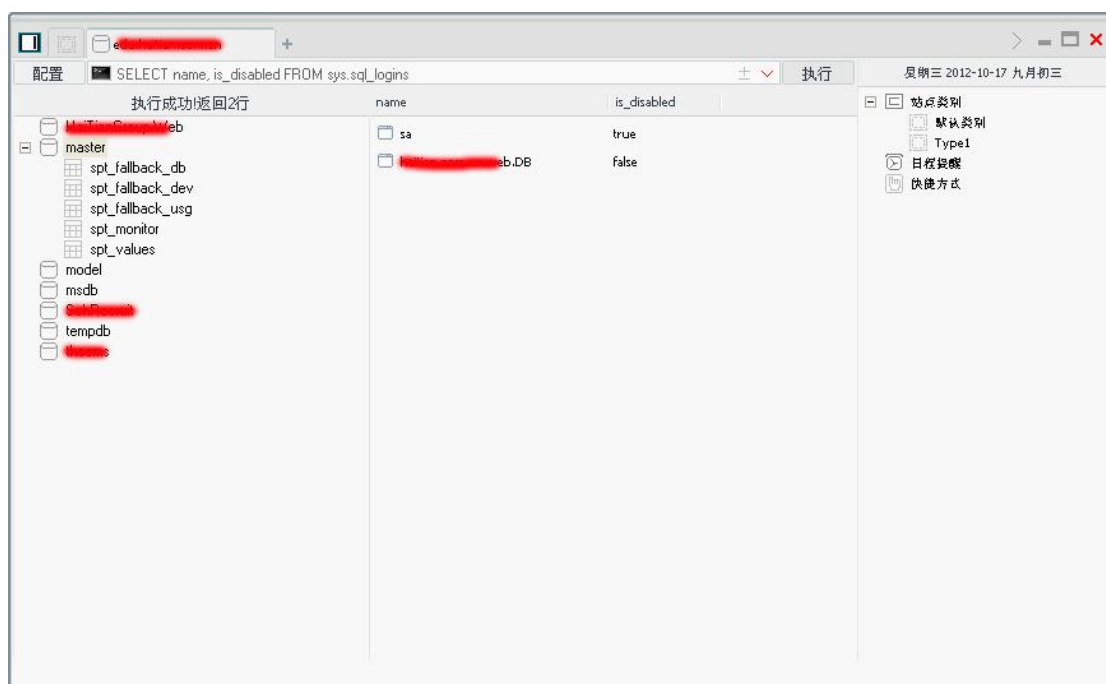 +
配置
SELECT name, is_disabled FROM sys.sql_logins
执行
星期三 2012-10-17 九月初三
执行成功!返回2行
name is_disabled
eb
master
spt_fallback_db
spt_fallback_dev
spt_fallback_usg
spt_monitor
spt_values
model
msdb
tempdb
s
sa true
eb.DB false
站点类别
默认类别
Type1
日程提醒
快捷方式